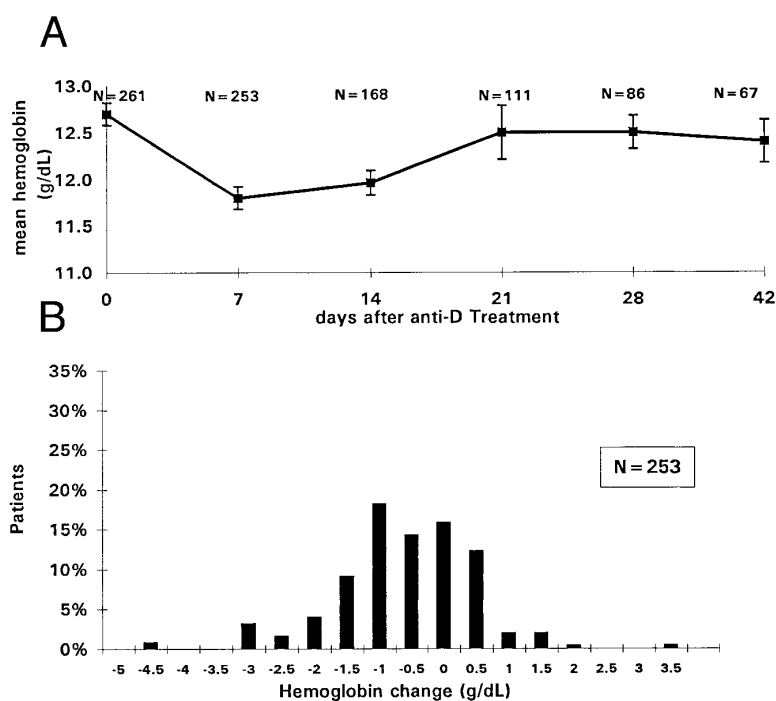 A
mean hemoglobin
(g/dL)
13.0
12.5
12.0
11.5
11.0
N=261 N=253 N=168 N=111 N=86 N=67
0 7 14 21 28 42
days after anti-D Treatment
B
Patients
35%
30%
25%
20%
15%
10%
5%
0%
N=253
-5 -4.5 -4 -3.5 -3 -2.5 -2 -1.5 -1 -0.5 0 0.5 1 1.5 2 2.5 3 3.5
Hemoglobin change (g/dL)